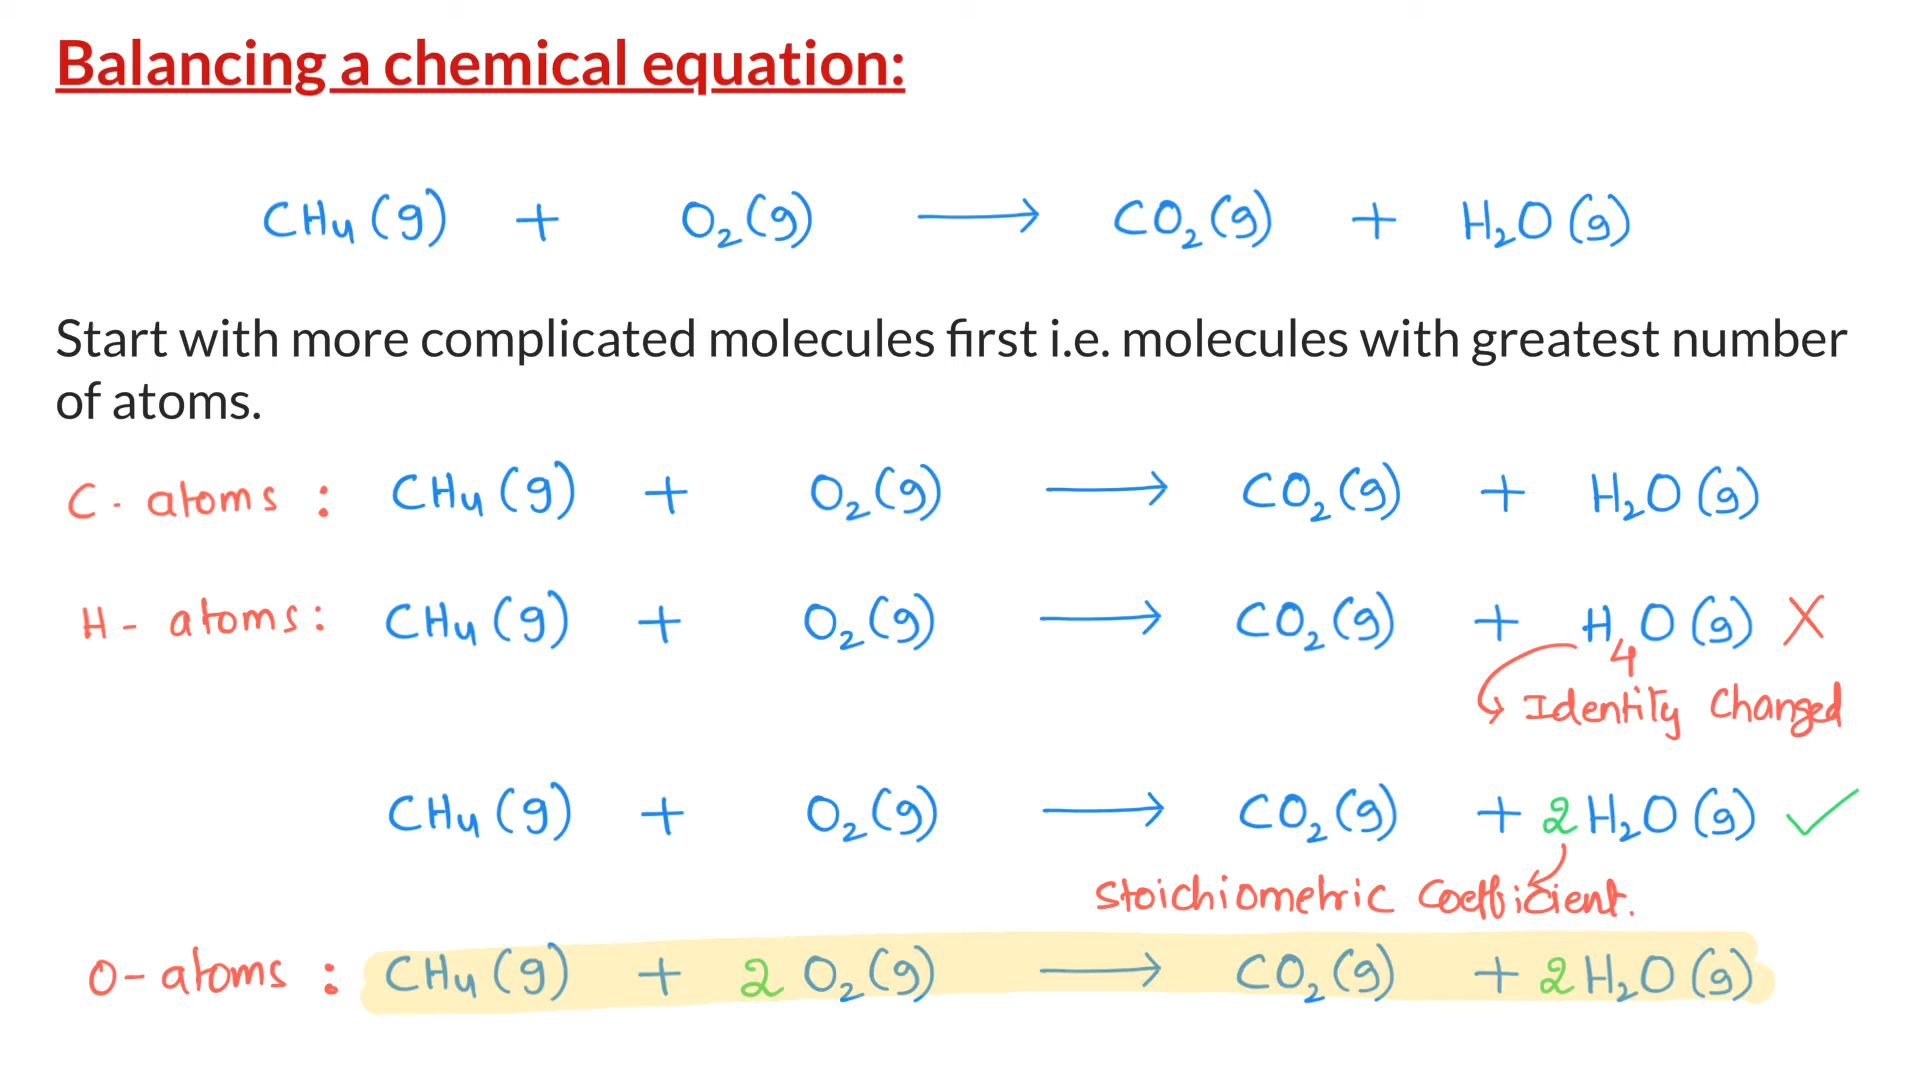 Balancing a chemical equation:
CH₄(g) + O₂(g) ⟶ CO₂(g) + H₂O(g)
Start with more complicated molecules first i.e. molecules with greatest number
of atoms.
C- atoms : CH₄(g) + O₂(g) ⟶ CO₂(g) + H₂O(g)
H- atoms: CH₄(g) + O₂(g) ⟶ CO₂(g) + H₄O(g) X
Identity Changed
CH₄(g) + O₂(g) ⟶ CO₂(g) + 2H₂O(g) ✓
Stoichiometric Coefficient.
O-atoms : CH₄(g) + 2 O₂(g) ⟶ CO₂(g) + 2H₂O(g)